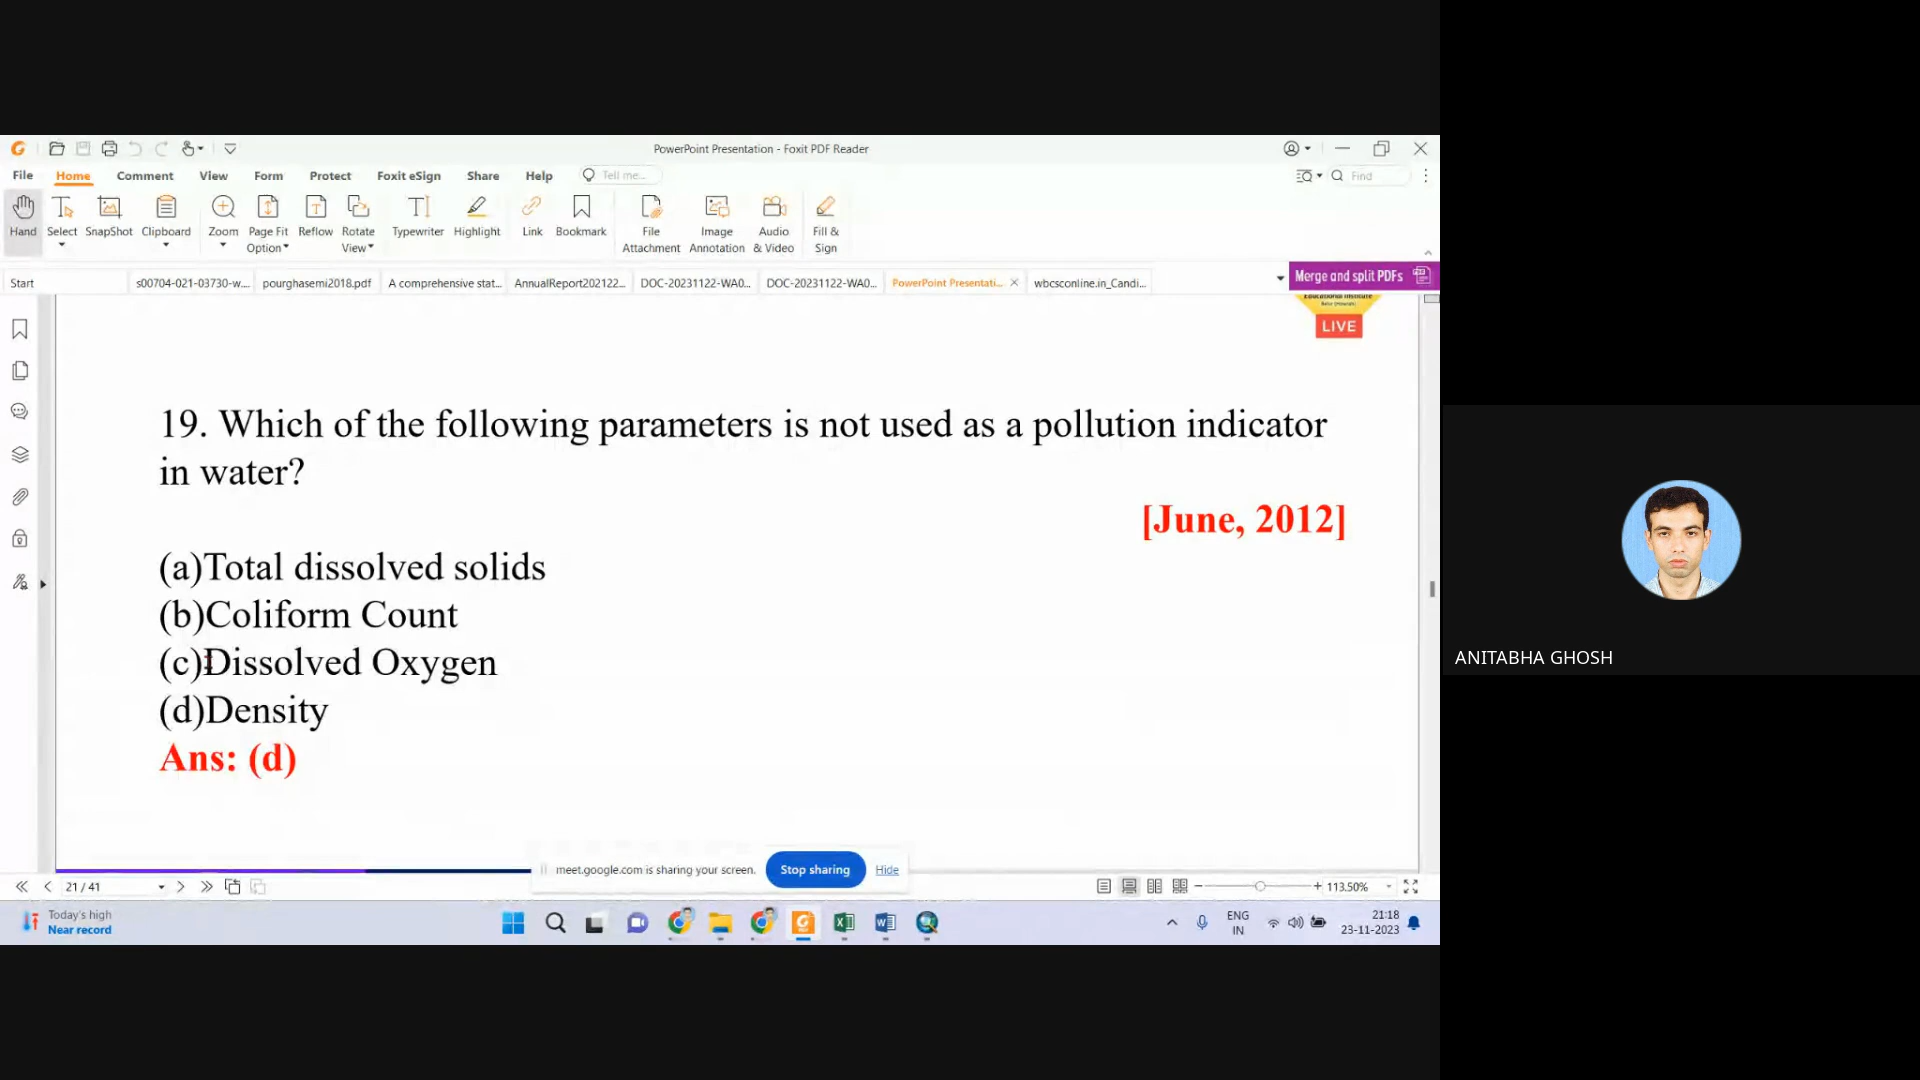 PowerPoint Presentation - Foxit PDF Reader
File Home Comment View Form Protect Foxit eSign Share Help Tell me... Find
Hand Select SnapShot Clipboard Zoom Page Fit Option Reflow Rotate View Typewriter Highlight Link Bookmark File Attachment Image Annotation Audio & Video Fill & Sign
Start s00704-021-03730-w... pourghasemi2018.pdf A comprehensive stat... AnnualReport202122... DOC-20231122-WA0... DOC-20231122-WA0... PowerPoint Presentati... wbcsconline.in_Candi... Merge and split PDFs
Educational Institute
LIVE
19. Which of the following parameters is not used as a pollution indicator
in water?
[June, 2012]
(a)Total dissolved solids
(b)Coliform Count
(c)Dissolved Oxygen
(d)Density
Ans: (d)
meet.google.com is sharing your screen. Stop sharing Hide
21 / 41 113.50%
Today's high
Near record
ENG
IN
21:18
23-11-2023
ANITABHA GHOSH